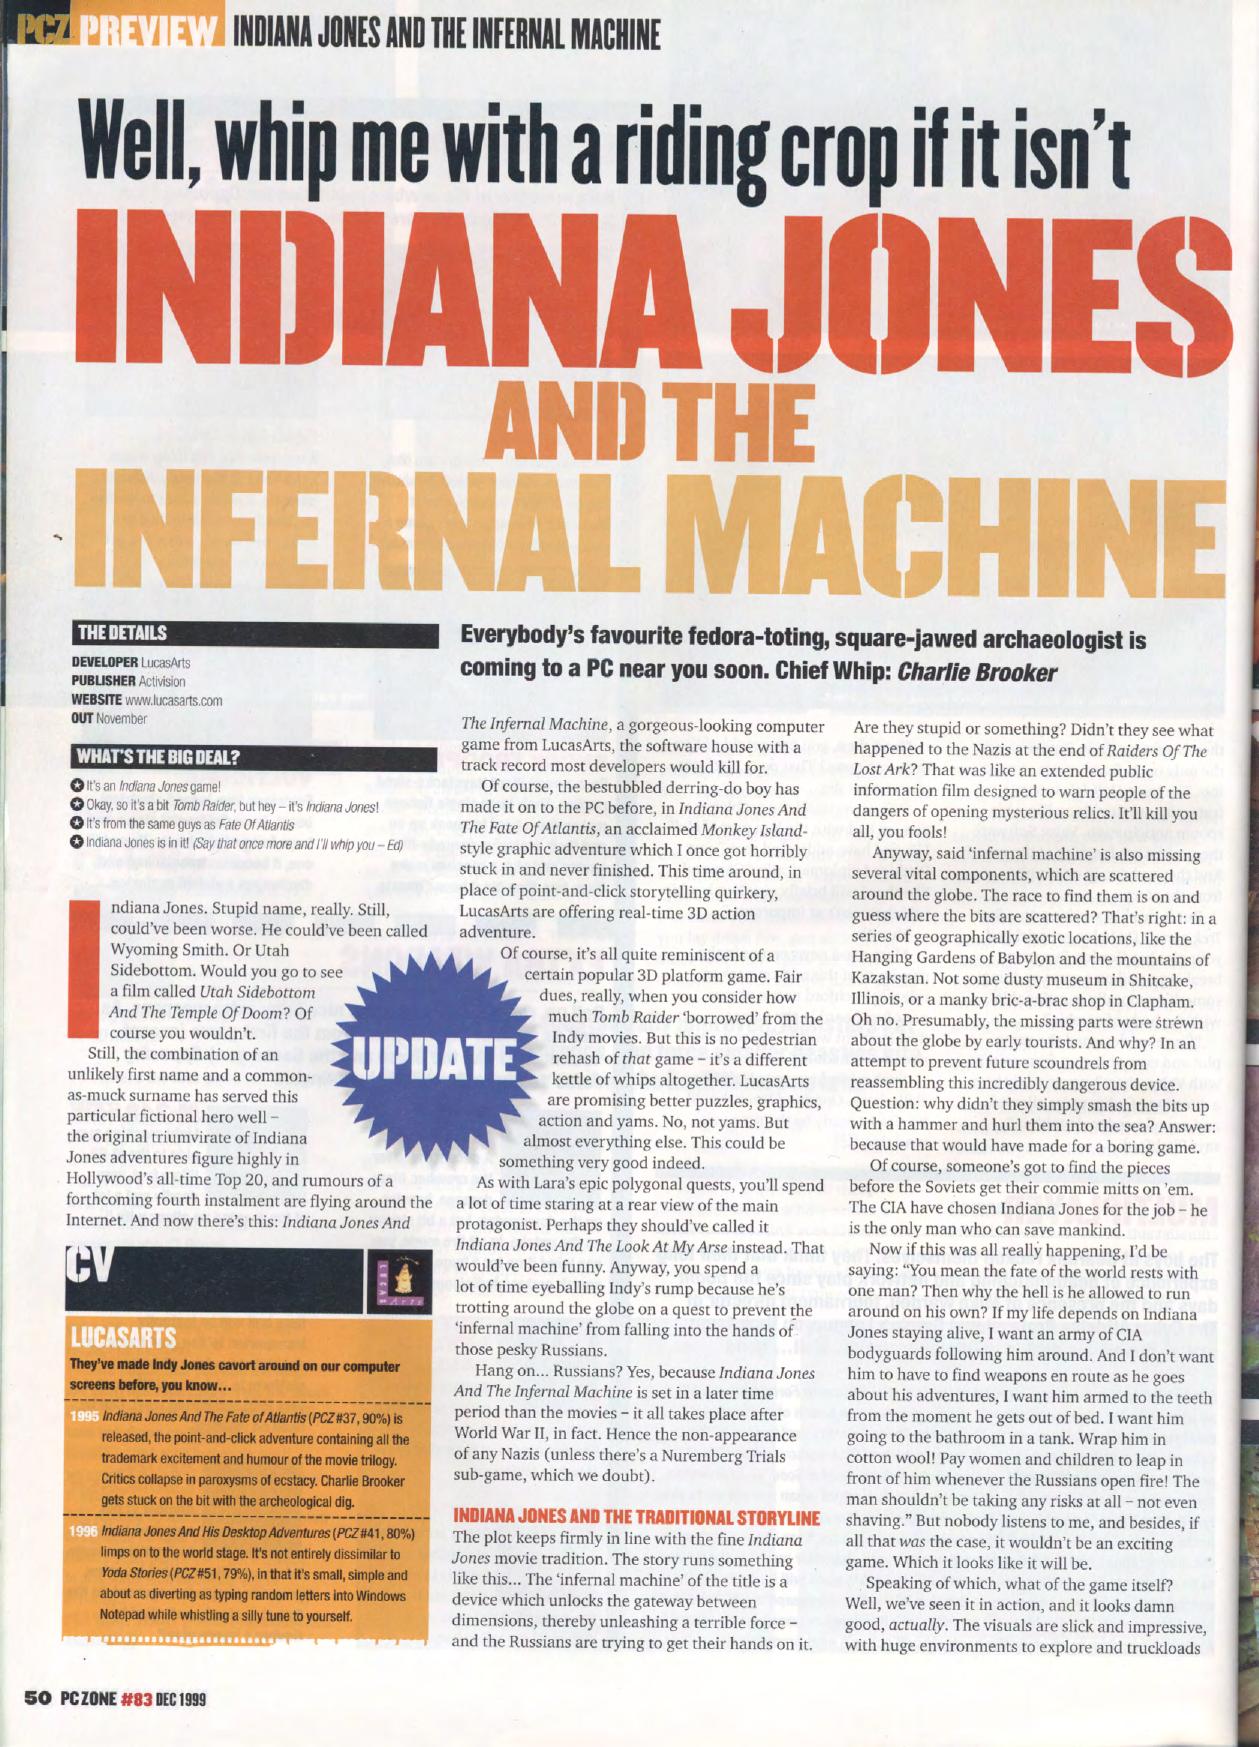 PCZ PREVIEW INDIANA JONES AND THE INFERNAL MACHINE
Well, whip me with a riding crop if it isn't
INDIANA JONES
AND THE
INFERNAL MACHINE
THE DETAILS
DEVELOPER LucasArts
PUBLISHER Activision
WEBSITE www.lucasarts.com
OUT November
WHAT'S THE BIG DEAL?
It's an Indiana Jones game!
Okay, so it's a bit Tomb Raider, but hey – it's Indiana Jones!
It's from the same guys as Fate Of Atlantis
Indiana Jones is in it! (Say that once more and I'll whip you – Ed)
Everybody's favourite fedora-toting, square-jawed archaeologist is
coming to a PC near you soon. Chief Whip: Charlie Brooker
Indiana Jones. Stupid name, really. Still,
could've been worse. He could've been called
Wyoming Smith. Or Utah
Sidebottom. Would you go to see
a film called Utah Sidebottom
And The Temple Of Doom? Of
course you wouldn't.
Still, the combination of an
unlikely first name and a common-
as-muck surname has served this
particular fictional hero well –
the original triumvirate of Indiana
Jones adventures figure highly in
Hollywood's all-time Top 20, and rumours of a
forthcoming fourth instalment are flying around the
Internet. And now there's this: Indiana Jones And
UPDATE
CV
LUCAS Arts
LUCASARTS
They've made Indy Jones cavort around on our computer
screens before, you know...
1995 Indiana Jones And The Fate of Atlantis (PCZ #37, 90%) is
released, the point-and-click adventure containing all the
trademark excitement and humour of the movie trilogy.
Critics collapse in paroxysms of ecstacy. Charlie Brooker
gets stuck on the bit with the archeological dig.
1996 Indiana Jones And His Desktop Adventures (PCZ #41, 80%)
limps on to the world stage. It's not entirely dissimilar to
Yoda Stories (PCZ #51, 79%), in that it's small, simple and
about as diverting as typing random letters into Windows
Notepad while whistling a silly tune to yourself.
The Infernal Machine, a gorgeous-looking computer
game from LucasArts, the software house with a
track record most developers would kill for.
Of course, the bestubbled derring-do boy has
made it on to the PC before, in Indiana Jones And
The Fate Of Atlantis, an acclaimed Monkey Island-
style graphic adventure which I once got horribly
stuck in and never finished. This time around, in
place of point-and-click storytelling quirkery,
LucasArts are offering real-time 3D action
adventure.
Of course, it's all quite reminiscent of a
certain popular 3D platform game. Fair
dues, really, when you consider how
much Tomb Raider 'borrowed' from the
Indy movies. But this is no pedestrian
rehash of that game – it's a different
kettle of whips altogether. LucasArts
are promising better puzzles, graphics,
action and yams. No, not yams. But
almost everything else. This could be
something very good indeed.
As with Lara's epic polygonal quests, you'll spend
a lot of time staring at a rear view of the main
protagonist. Perhaps they should've called it
Indiana Jones And The Look At My Arse instead. That
would've been funny. Anyway, you spend a
lot of time eyeballing Indy's rump because he's
trotting around the globe on a quest to prevent the
'infernal machine' from falling into the hands of
those pesky Russians.
Hang on... Russians? Yes, because Indiana Jones
And The Infernal Machine is set in a later time
period than the movies – it all takes place after
World War II, in fact. Hence the non-appearance
of any Nazis (unless there's a Nuremberg Trials
sub-game, which we doubt).
INDIANA JONES AND THE TRADITIONAL STORYLINE
The plot keeps firmly in line with the fine Indiana
Jones movie tradition. The story runs something
like this... The 'infernal machine' of the title is a
device which unlocks the gateway between
dimensions, thereby unleashing a terrible force –
and the Russians are trying to get their hands on it.
Are they stupid or something? Didn't they see what
happened to the Nazis at the end of Raiders Of The
Lost Ark? That was like an extended public
information film designed to warn people of the
dangers of opening mysterious relics. It'll kill you
all, you fools!
Anyway, said 'infernal machine' is also missing
several vital components, which are scattered
around the globe. The race to find them is on and
guess where the bits are scattered? That's right: in a
series of geographically exotic locations, like the
Hanging Gardens of Babylon and the mountains of
Kazakstan. Not some dusty museum in Shitcake,
Illinois, or a manky bric-a-brac shop in Clapham.
Oh no. Presumably, the missing parts were strewn
about the globe by early tourists. And why? In an
attempt to prevent future scoundrels from
reassembling this incredibly dangerous device.
Question: why didn't they simply smash the bits up
with a hammer and hurl them into the sea? Answer:
because that would have made for a boring game.
Of course, someone's got to find the pieces
before the Soviets get their commie mitts on 'em.
The CIA have chosen Indiana Jones for the job – he
is the only man who can save mankind.
Now if this was all really happening, I'd be
saying: "You mean the fate of the world rests with
one man? Then why the hell is he allowed to run
around on his own? If my life depends on Indiana
Jones staying alive, I want an army of CIA
bodyguards following him around. And I don't want
him to have to find weapons en route as he goes
about his adventures, I want him armed to the teeth
from the moment he gets out of bed. I want him
going to the bathroom in a tank. Wrap him in
cotton wool! Pay women and children to leap in
front of him whenever the Russians open fire! The
man shouldn't be taking any risks at all – not even
shaving." But nobody listens to me, and besides, if
all that was the case, it wouldn't be an exciting
game. Which it looks like it will be.
Speaking of which, what of the game itself?
Well, we've seen it in action, and it looks damn
good, actually. The visuals are slick and impressive,
with huge environments to explore and truckloads
50 PC ZONE #83 DEC 1999